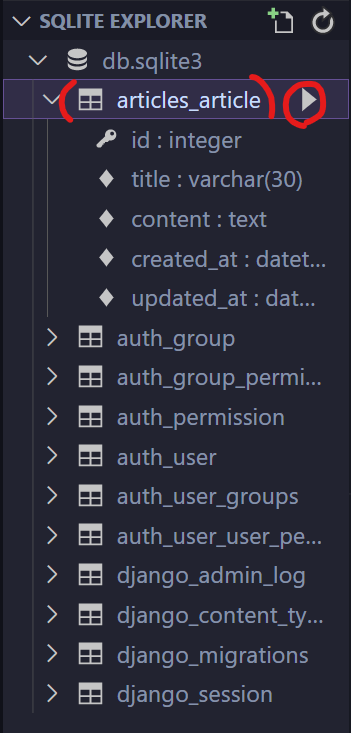 SQLITE EXPLORER
db.sqlite3
articles_article
id : integer
title : varchar(30)
content : text
created_at : datet...
updated_at : dat...
auth_group
auth_group_permi...
auth_permission
auth_user
auth_user_groups
auth_user_user_pe...
django_admin_log
django_content_ty...
django_migrations
django_session